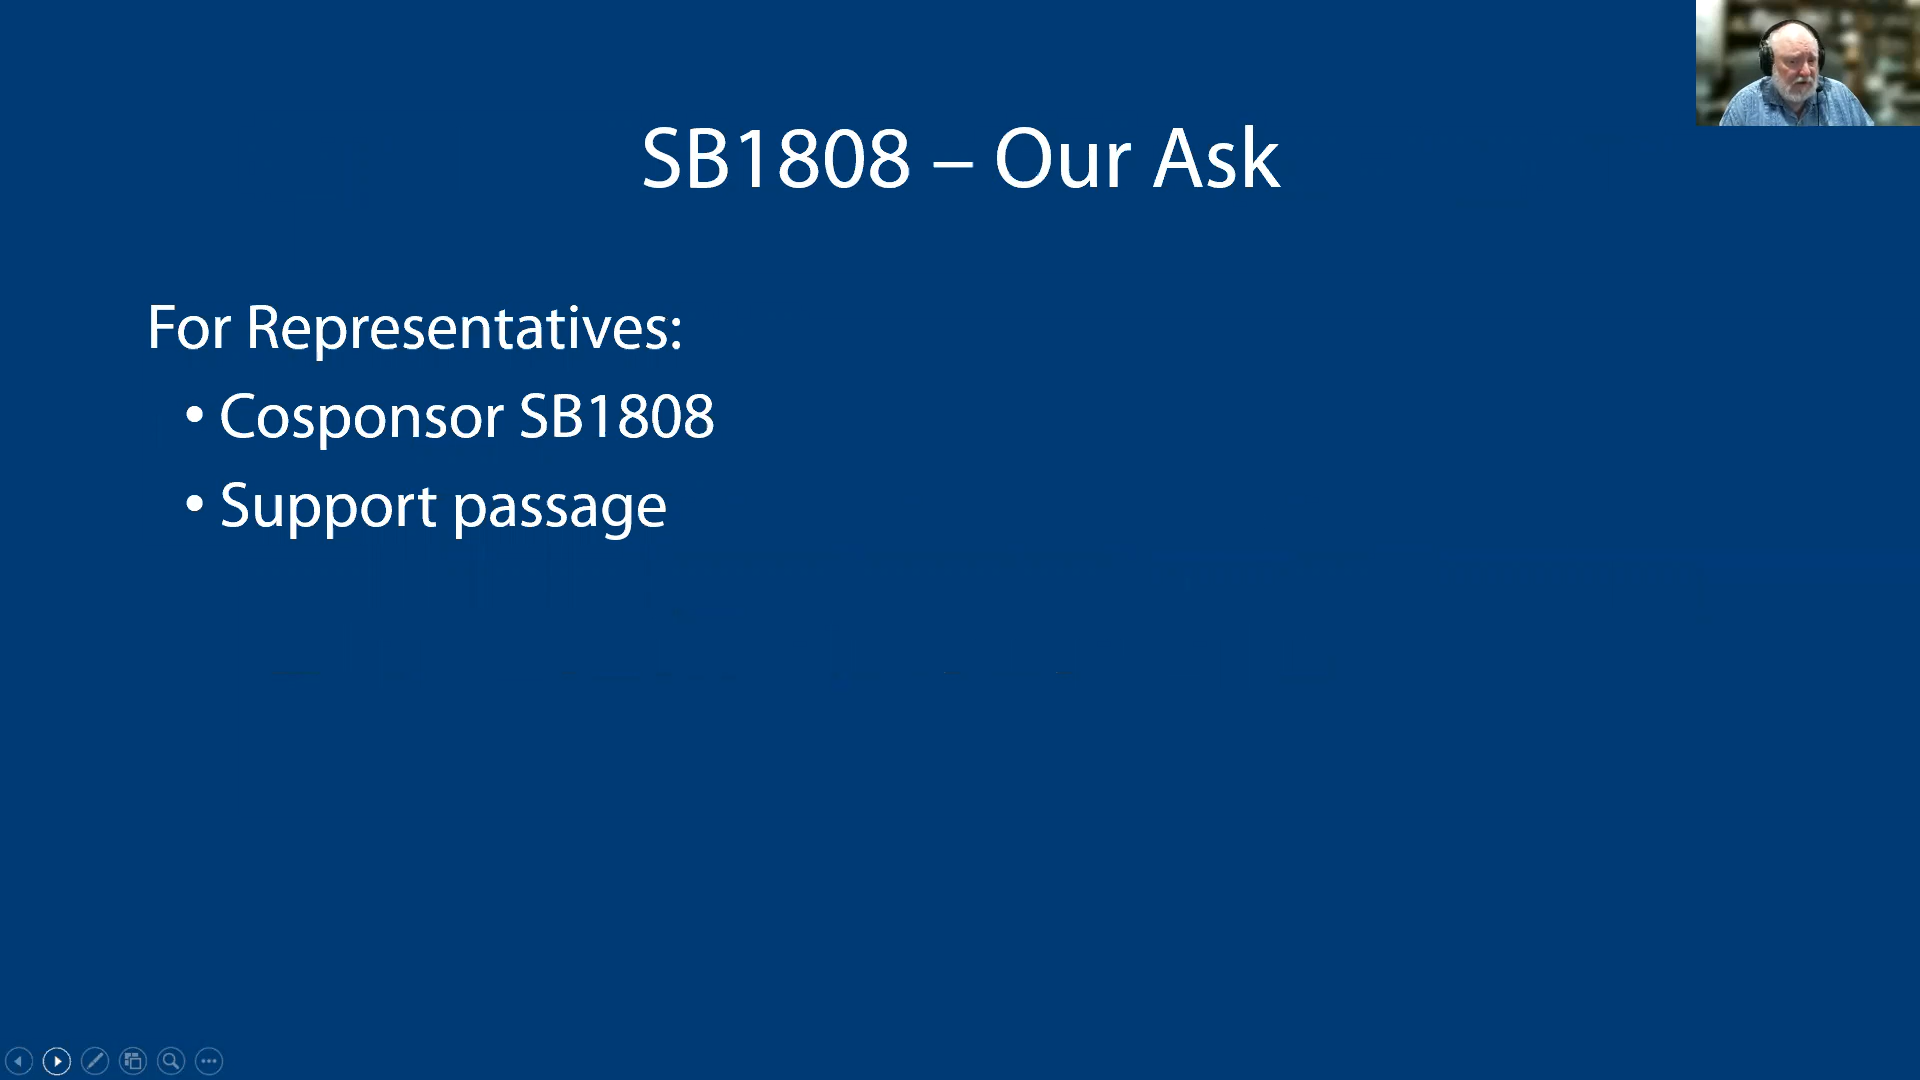 SB1808 – Our Ask
For Representatives:
• Cosponsor SB1808
• Support passage